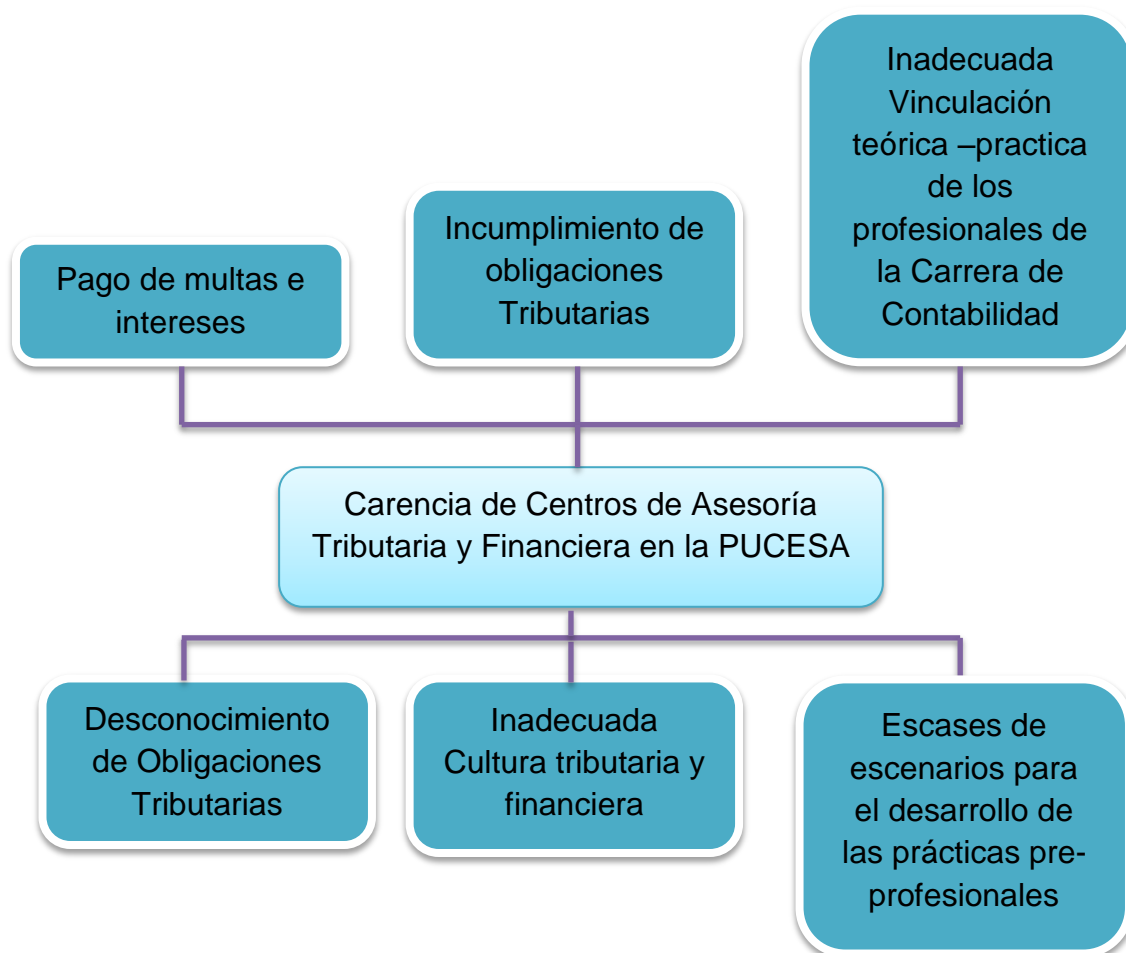 Pago de multas e
intereses
Incumplimiento de
obligaciones
Tributarias
Inadecuada
Vinculación
teórica –practica
de los
profesionales de
la Carrera de
Contabilidad
Carencia de Centros de Asesoría
Tributaria y Financiera en la PUCESA
Desconocimiento
de Obligaciones
Tributarias
Inadecuada
Cultura tributaria y
financiera
Escases de
escenarios para
el desarrollo de
las prácticas pre-
profesionales